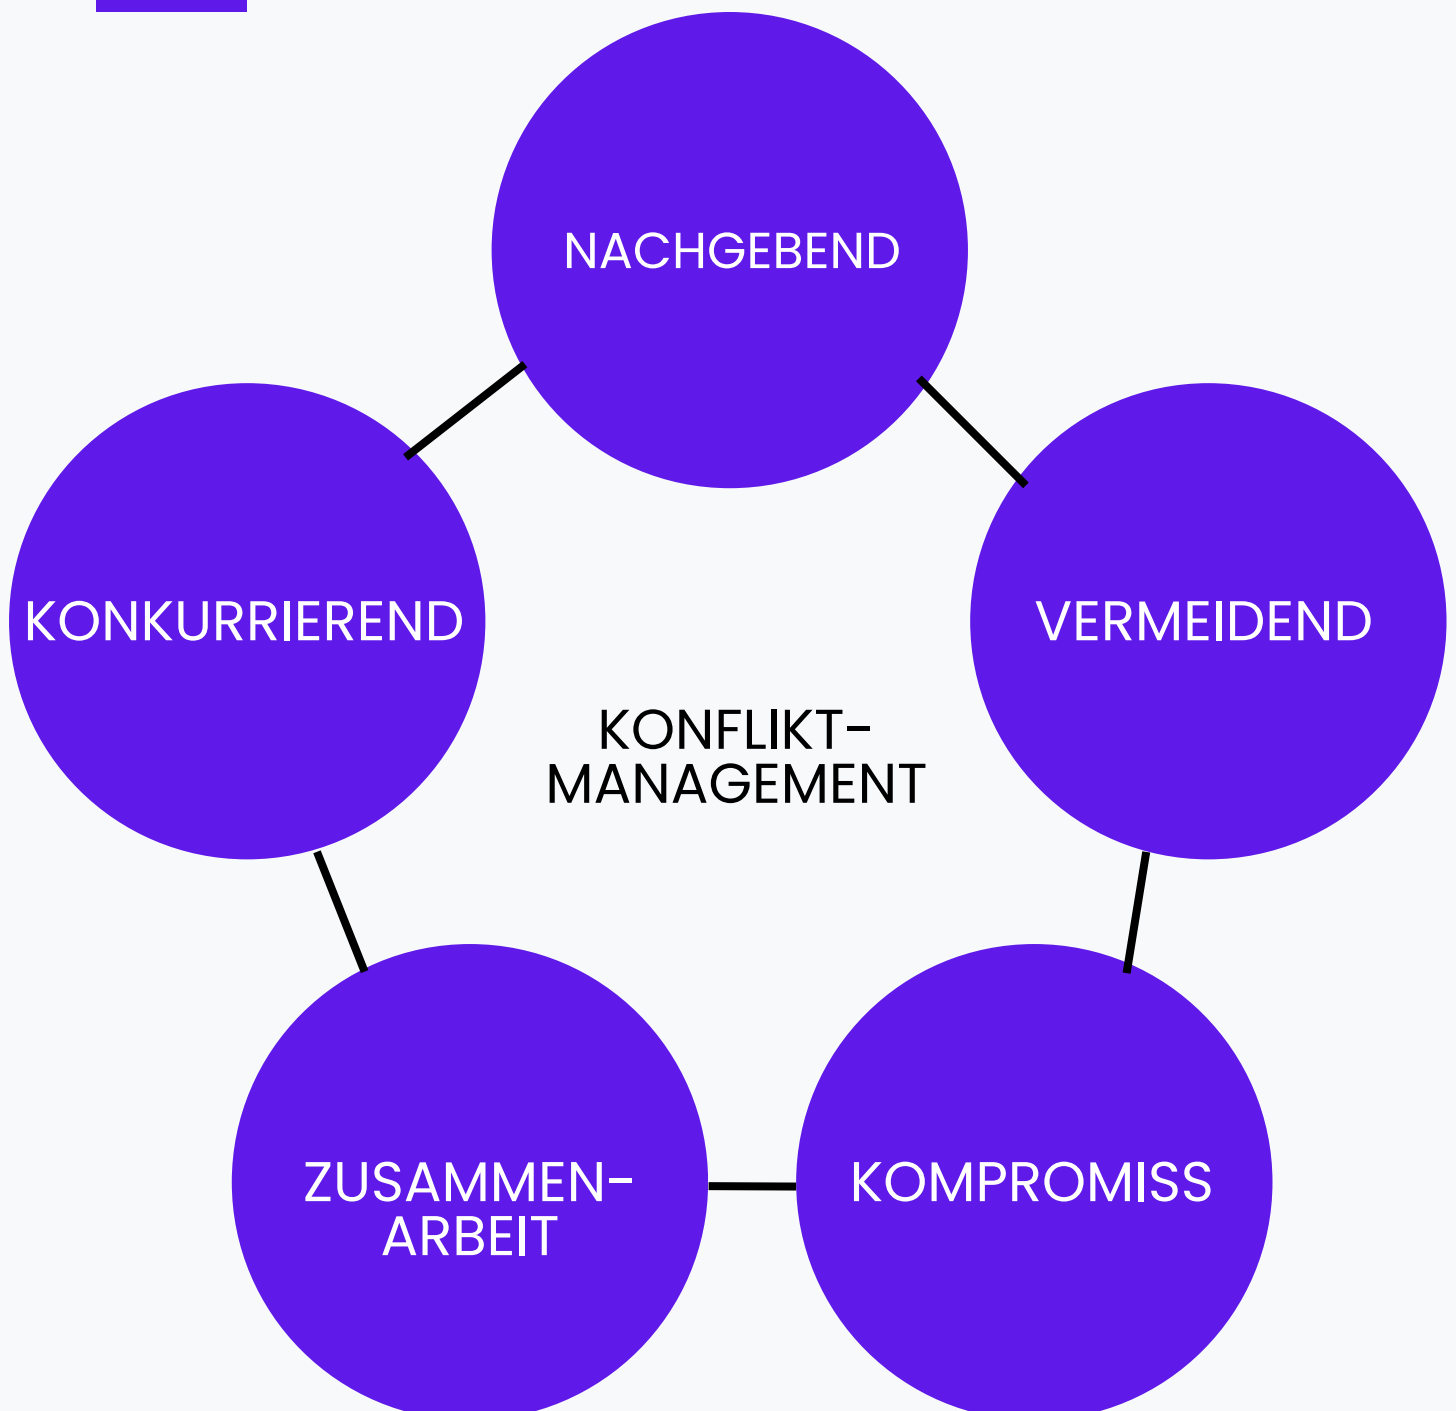 NACHGEBEND
KONKURRIEREND
VERMEIDEND
KONFLIKT-
MANAGEMENT
ZUSAMMEN-
ARBEIT
KOMPROMISS